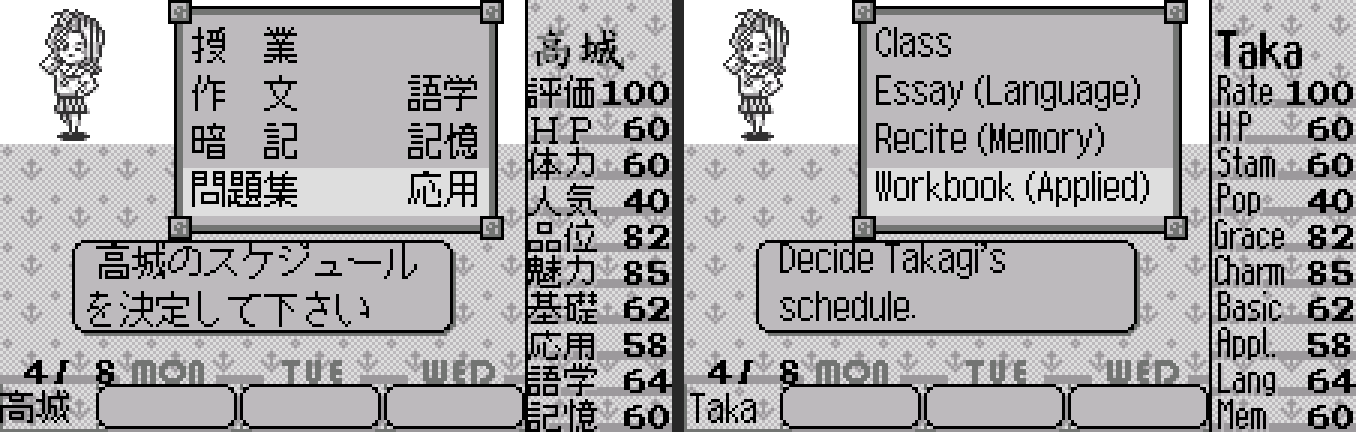 授　業
作　文　語学
暗　記　記憶
問題集　応用
高城のスケジュール
を決定して下さい
高城
評価 100
HP 60
体力 60
人気 40
品位 82
魅力 85
基礎 62
応用 58
語学 64
記憶 60
4/ 8 MON TUE WED
高城
Class
Essay (Language)
Recite (Memory)
Workbook (Applied)
Decide Takagi's
schedule.
Taka
Rate 100
HP 60
Stam 60
Pop 40
Grace 82
Charm 85
Basic 62
Appl. 58
Lang 64
Mem 60
4/ 8 MON TUE WED
Taka